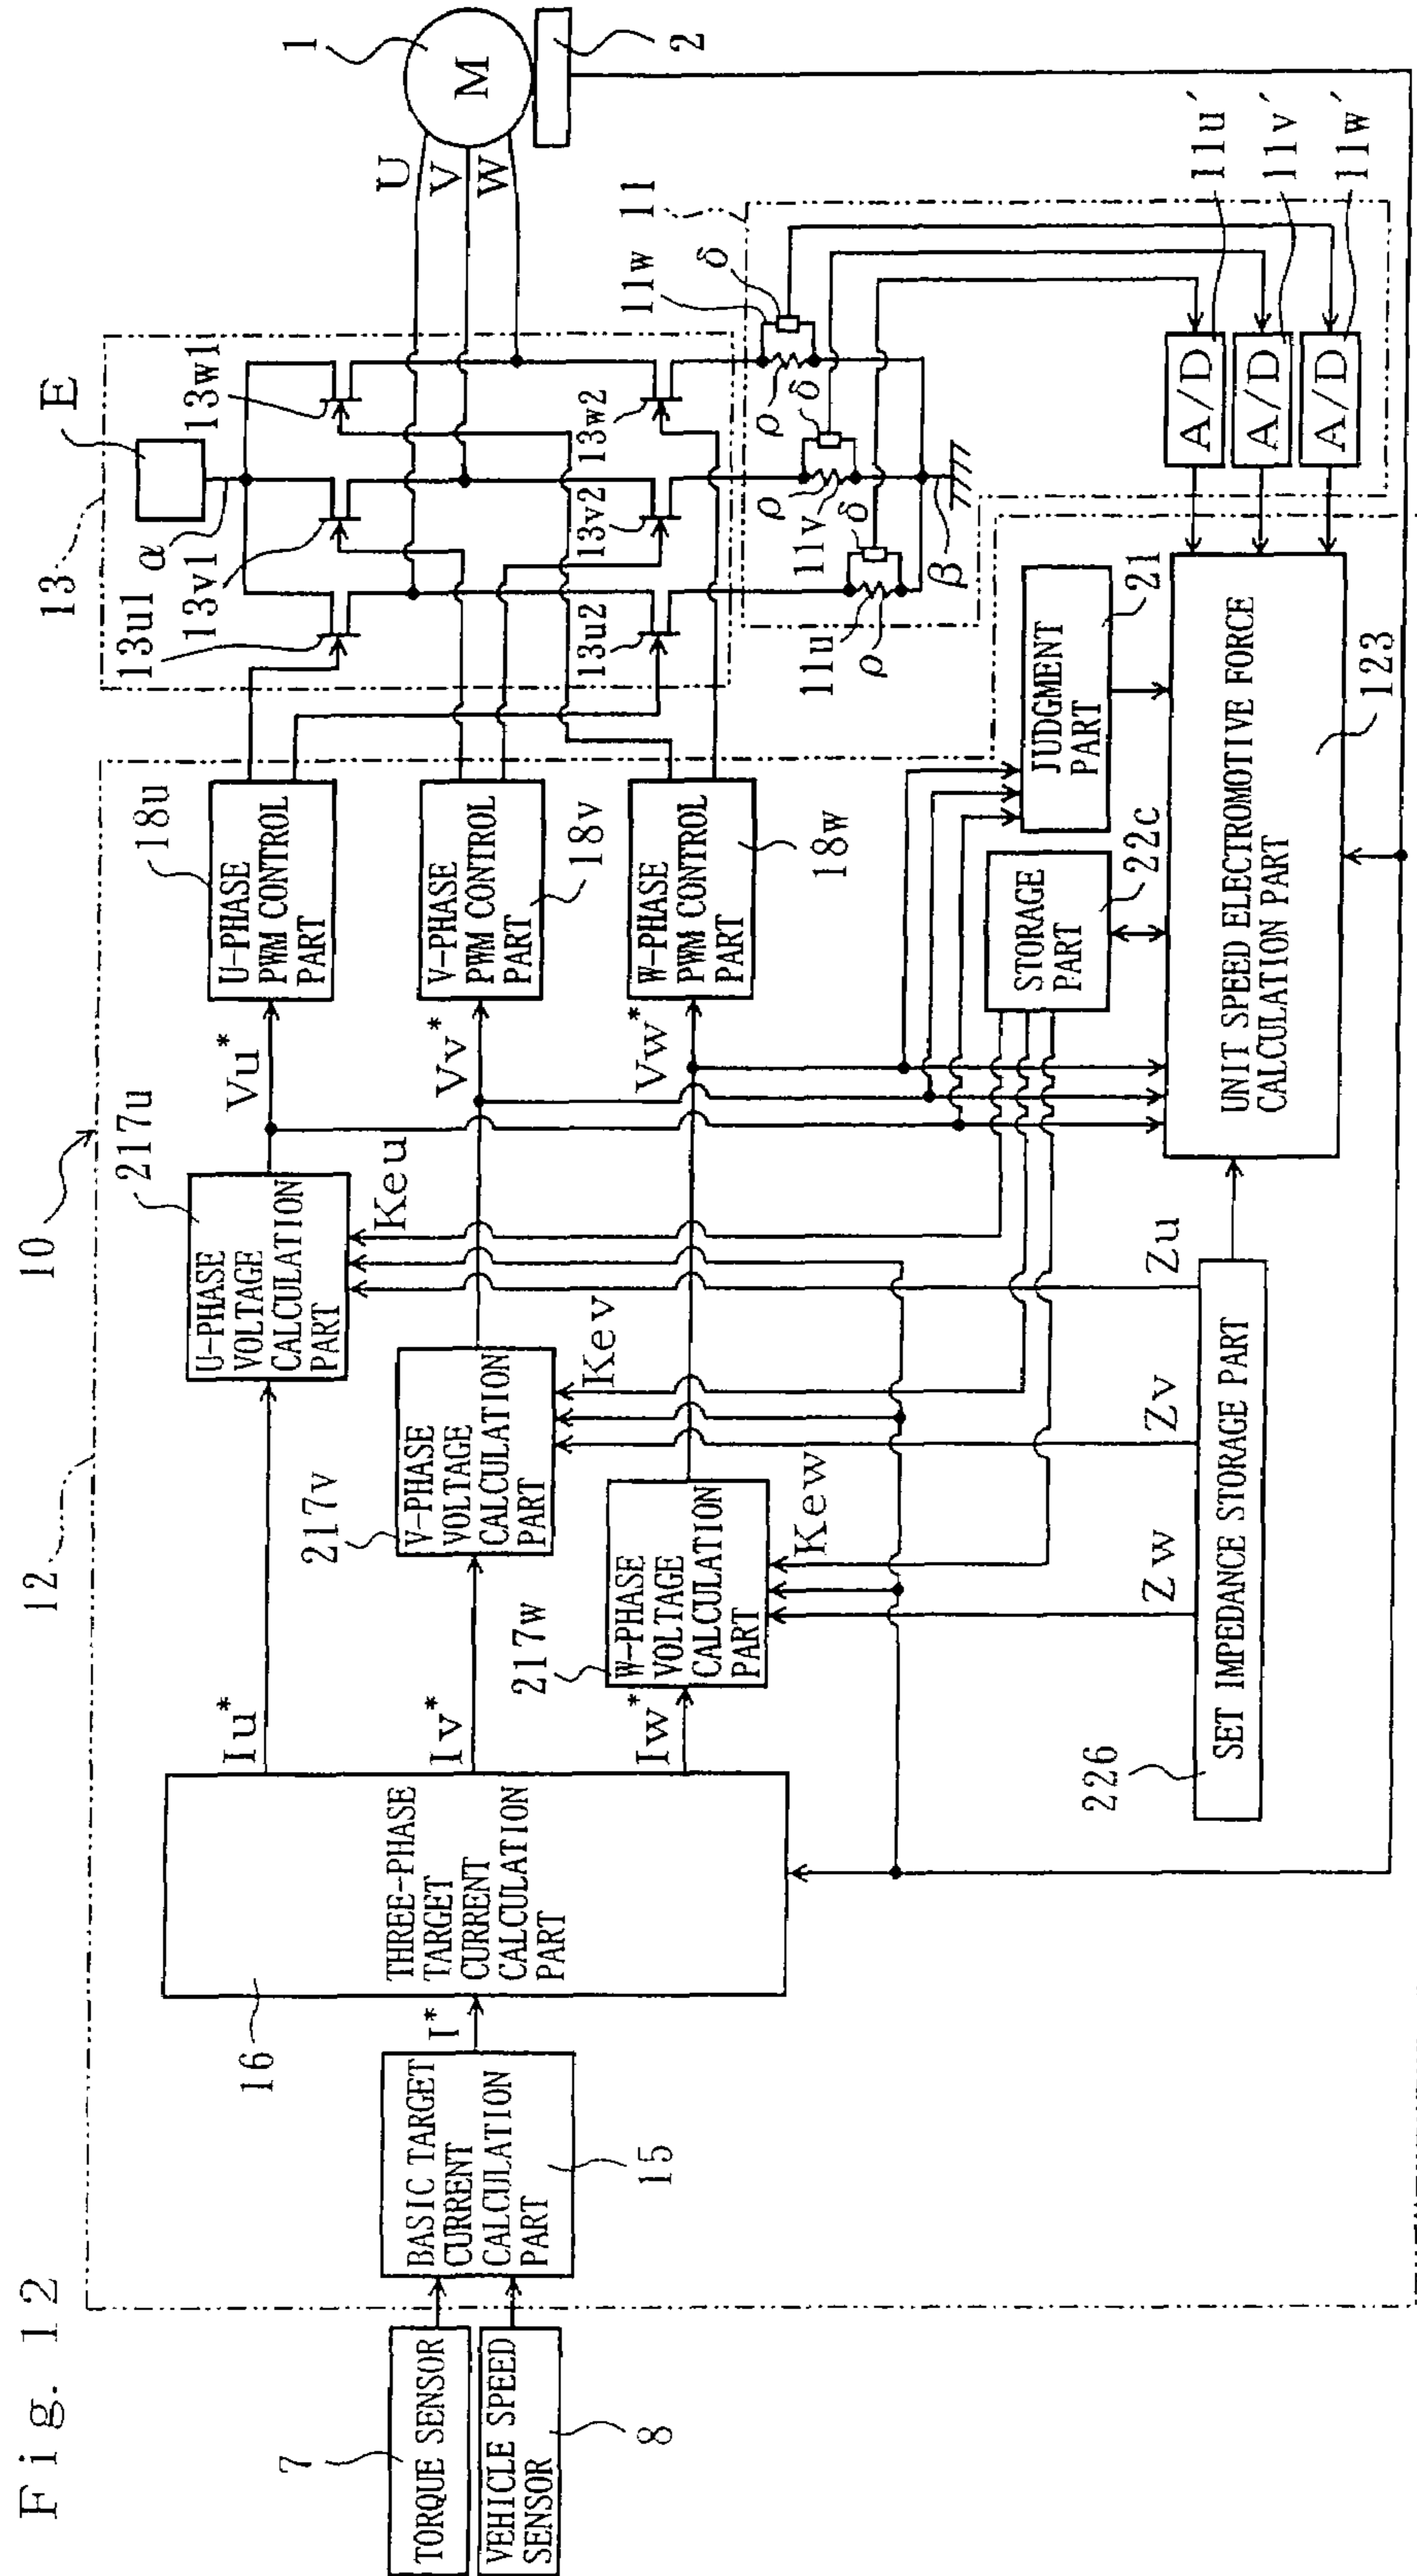 Fig. 12
10
12
13
E
α
13u1
13v1
13w1
13u2
13v2
13w2
U
V
W
M
1
2
7
TORQUE SENSOR
8
VEHICLE SPEED
SENSOR
BASIC TARGET
CURRENT
CALCULATION
PART
15
I*
16
THREE-PHASE
TARGET
CURRENT
CALCULATION
PART
Iu*
Iv*
Iw*
217u
U-PHASE
VOLTAGE
CALCULATION
PART
217v
V-PHASE
VOLTAGE
CALCULATION
PART
217w
W-PHASE
VOLTAGE
CALCULATION
PART
Keu
Kev
Kew
Vu*
Vv*
Vw*
18u
U-PHASE
PWM CONTROL
PART
V-PHASE
PWM CONTROL
PART
18v
W-PHASE
PWM CONTROL
PART
18w
11
11w
δ
ρ
δ
ρ
11v
δ
11u
ρ
β
A/D
A/D
A/D
11u´
11v´
11w´
226
SET IMPEDANCE STORAGE PART
Zw
Zv
Zu
STORAGE
PART
22c
JUDGMENT
PART
21
UNIT SPEED ELECTROMOTIVE FORCE
CALCULATION PART
123